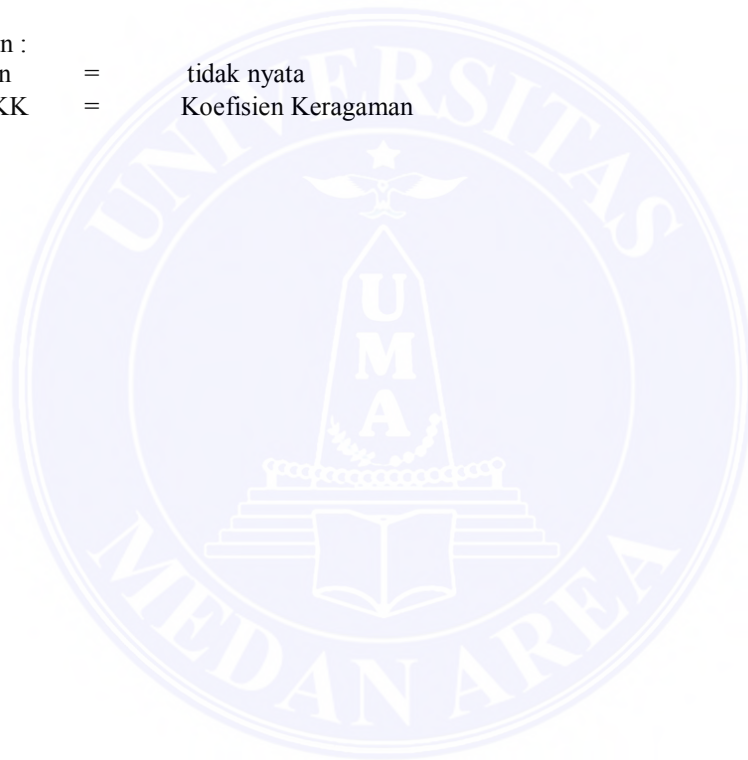 n :
n = tidak nyata
KK = Koefisien Keragaman
UNIVERSITAS
U
M
A
MEDAN AREA